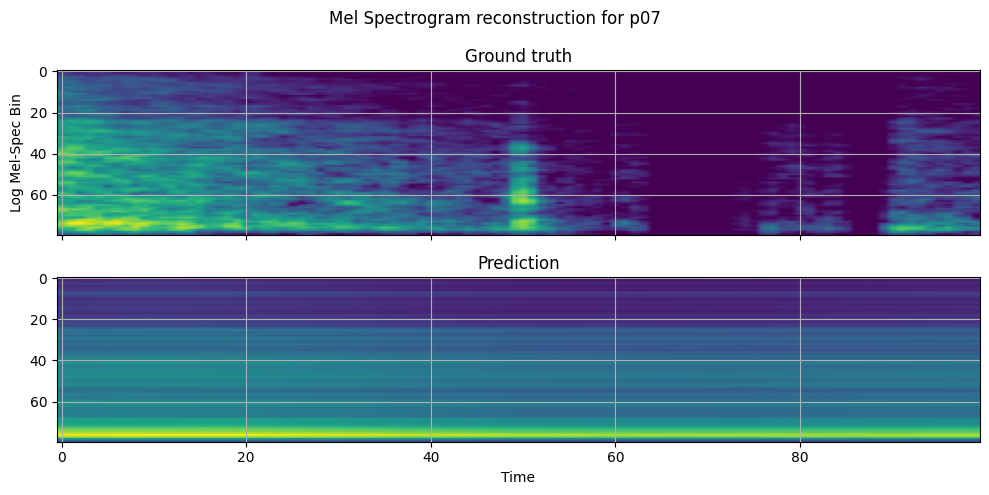 Mel Spectrogram reconstruction for p07
Ground truth
0
20
40
60
Log Mel-Spec Bin
Prediction
0
20
40
60
0 20 40 60 80
Time